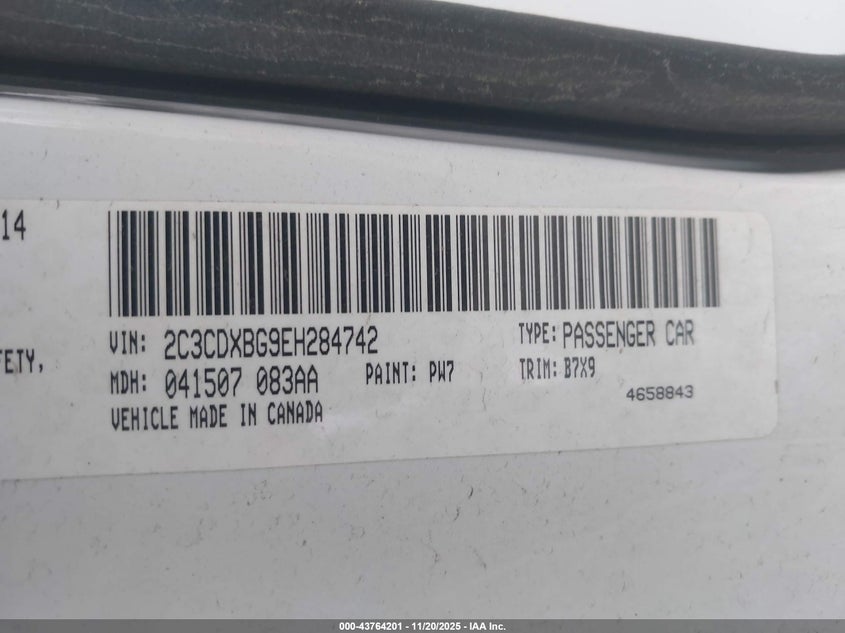 14
VIN: 2C3CDXBG9EH284742 TYPE: PASSENGER CAR
FETY,
MDH: 041507 083AA PAINT: PW7 TRIM: B7X9
4658843
VEHICLE MADE IN CANADA
000-43764201 - 11/20/2025 - IAA Inc.